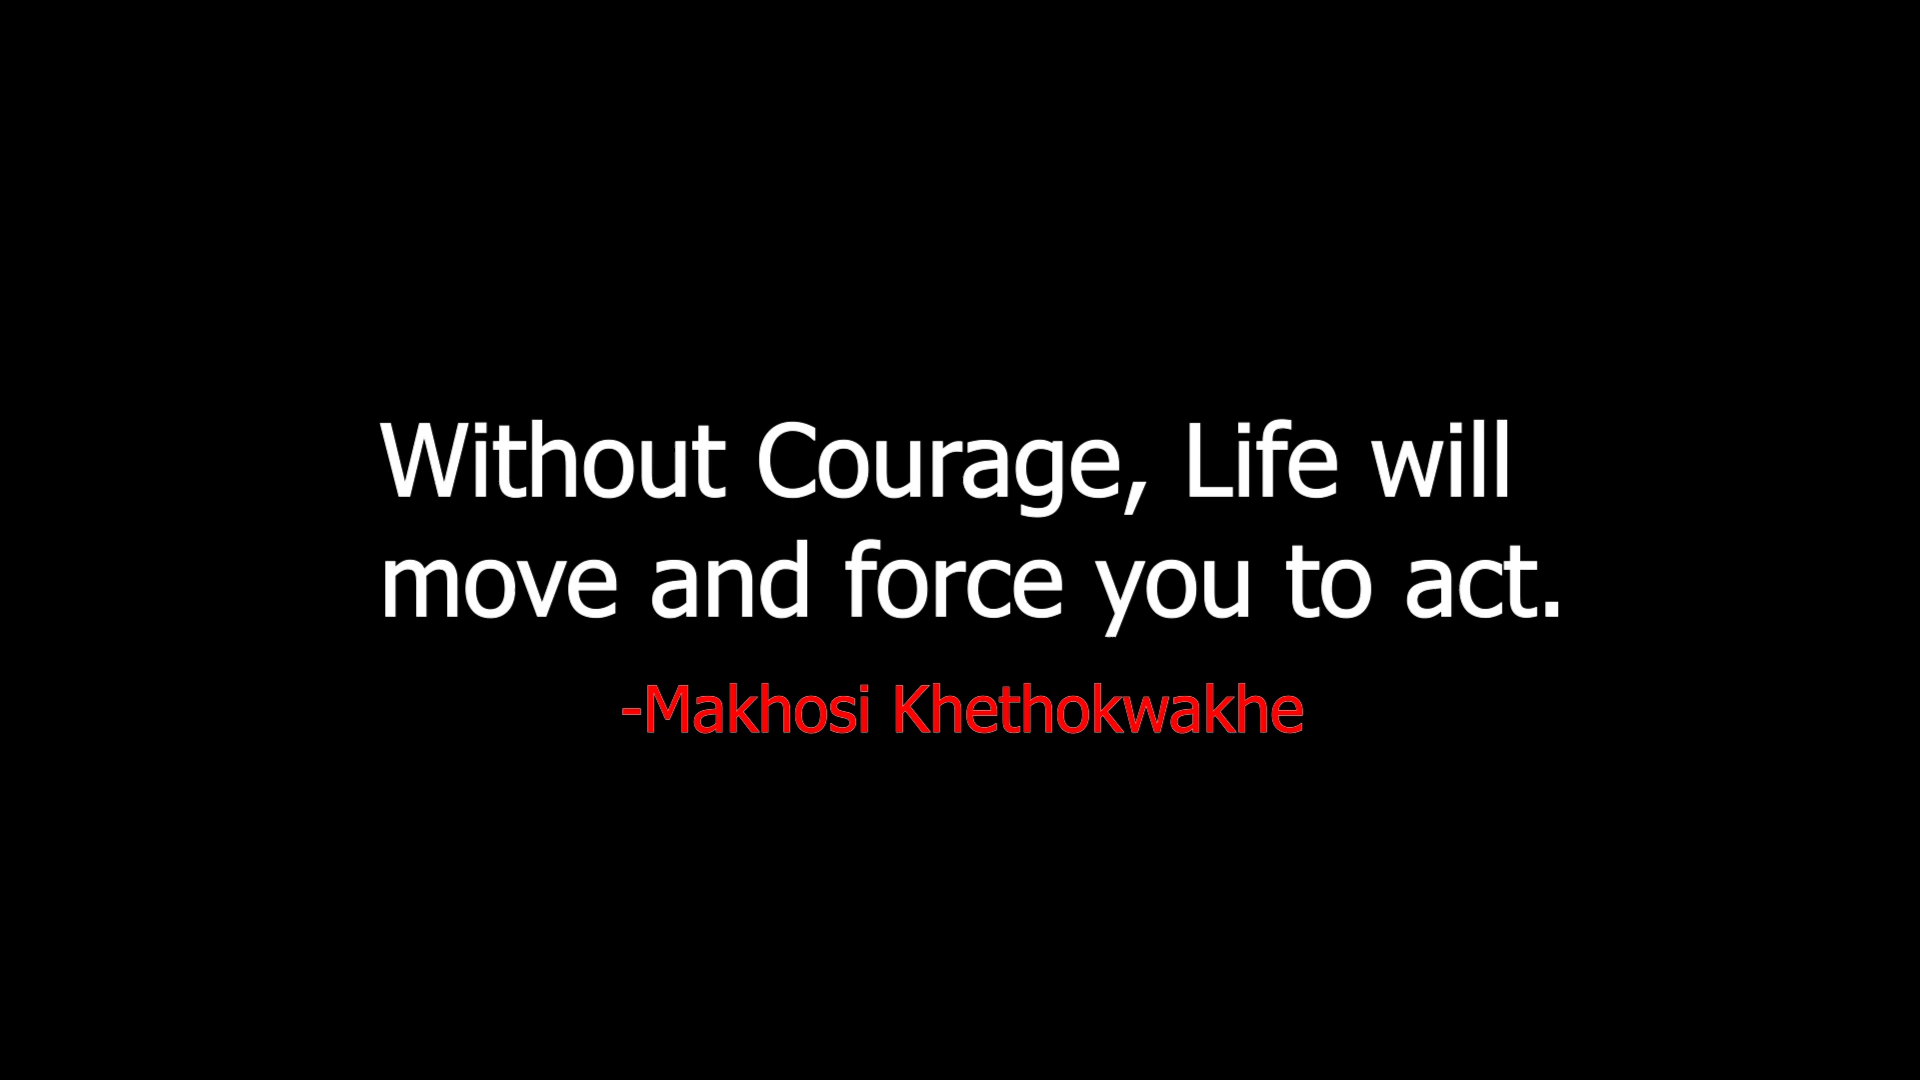 Without Courage, Life will
move and force you to act.
-Makhosi Khethokwakhe